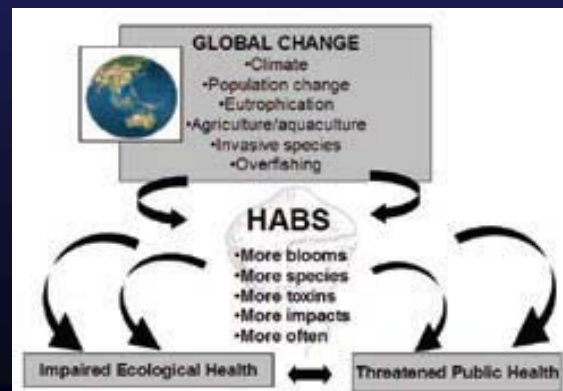 GLOBAL CHANGE
•Climate
•Population change
•Eutrophication
•Agriculture/aquaculture
•Invasive species
•Overfishing
HABS
•More blooms
•More species
•More toxins
•More impacts
•More often
Impaired Ecological Health
Threatened Public Health